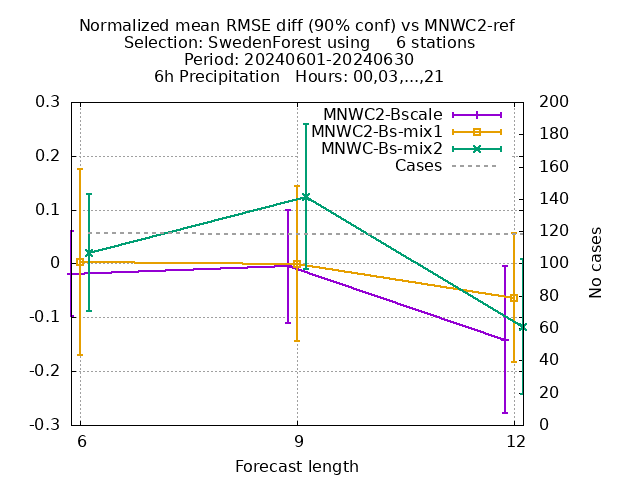 Normalized mean RMSE diff (90% conf) vs MNWC2-ref
Selection: SwedenForest using     6 stations
Period: 20240601-20240630
6h Precipitation   Hours: 00,03,...,21
MNWC2-Bscale
MNWC2-Bs-mix1
MNWC-Bs-mix2
Cases
0.3
0.2
0.1
0
-0.1
-0.2
-0.3
200
180
160
140
120
100
80
60
40
20
0
No cases
6
9
12
Forecast length